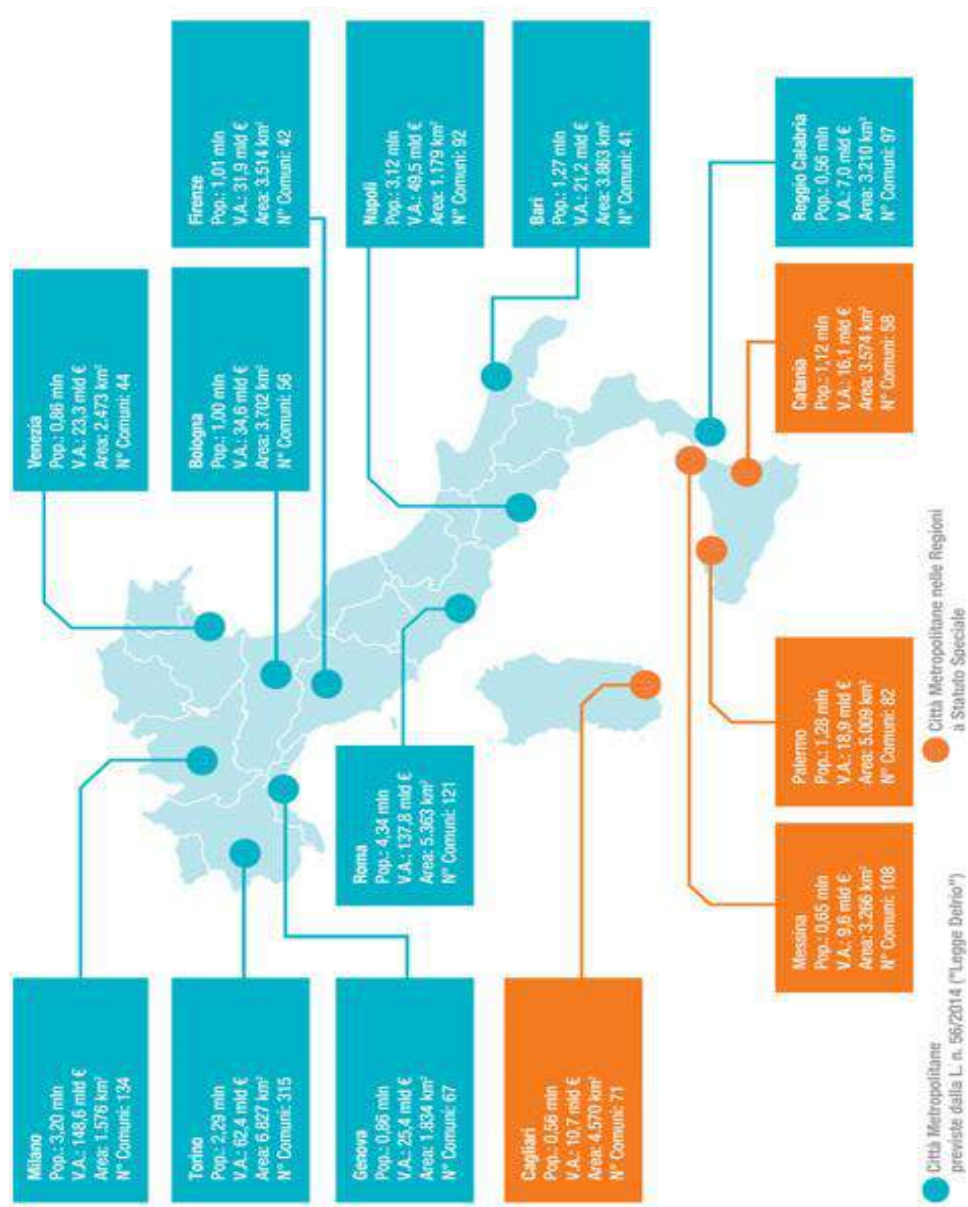 Milano
Pop.: 3,20 mln
V.A.: 148,6 mld €
Area: 1.576 km²
N° Comuni: 134
Torino
Pop.: 2,29 mln
V.A.: 62,4 mld €
Area: 6.827 km²
N° Comuni: 315
Genova
Pop.: 0,86 mln
V.A.: 25,4 mld €
Area: 1.834 km²
N° Comuni: 67
Cagliari
Pop.: 0,56 mln
V.A.: 10,7 mld €
Area: 4.570 km²
N° Comuni: 71
Messina
Pop.: 0,65 mln
V.A.: 9,6 mld €
Area: 3.266 km²
N° Comuni: 108
Roma
Pop.: 4,34 mln
V.A.: 137,8 mld €
Area: 5.363 km²
N° Comuni: 121
Palermo
Pop.: 1,28 mln
V.A.: 18,9 mld €
Area: 5.009 km²
N° Comuni: 82
Venezia
Pop.: 0,86 mln
V.A.: 23,3 mld €
Area: 2.473 km²
N° Comuni: 44
Bologna
Pop.: 1,00 mln
V.A.: 34,6 mld €
Area: 3.702 km²
N° Comuni: 56
Firenze
Pop.: 1,01 mln
V.A.: 31,9 mld €
Area: 3.514 km²
N° Comuni: 42
Napoli
Pop.: 3,12 mln
V.A.: 49,5 mld €
Area: 1.179 km²
N° Comuni: 92
Bari
Pop.: 1,27 mln
V.A.: 21,2 mld €
Area: 3.863 km²
N° Comuni: 41
Catania
Pop.: 1,12 mln
V.A.: 16,1 mld €
Area: 3.574 km²
N° Comuni: 58
Reggio Calabria
Pop.: 0,56 mln
V.A.: 7,0 mld €
Area: 3.210 km²
N° Comuni: 97
Città Metropolitane
previste dalla L. n. 56/2014 ("Legge Delrio")
Città Metropolitane nelle Regioni
a Statuto Speciale